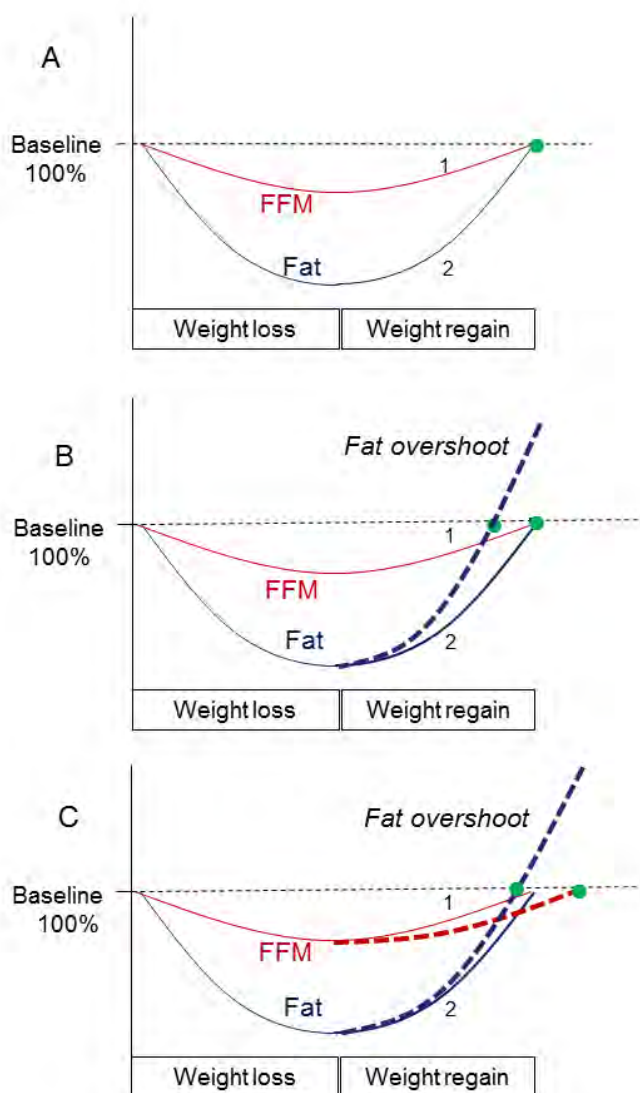 A
Baseline
100%
1
FFM
Fat
2
Weight loss
Weight regain
B
Fat overshoot
Baseline
100%
1
FFM
Fat
2
Weight loss
Weight regain
C
Fat overshoot
Baseline
100%
1
FFM
Fat
2
Weight loss
Weight regain